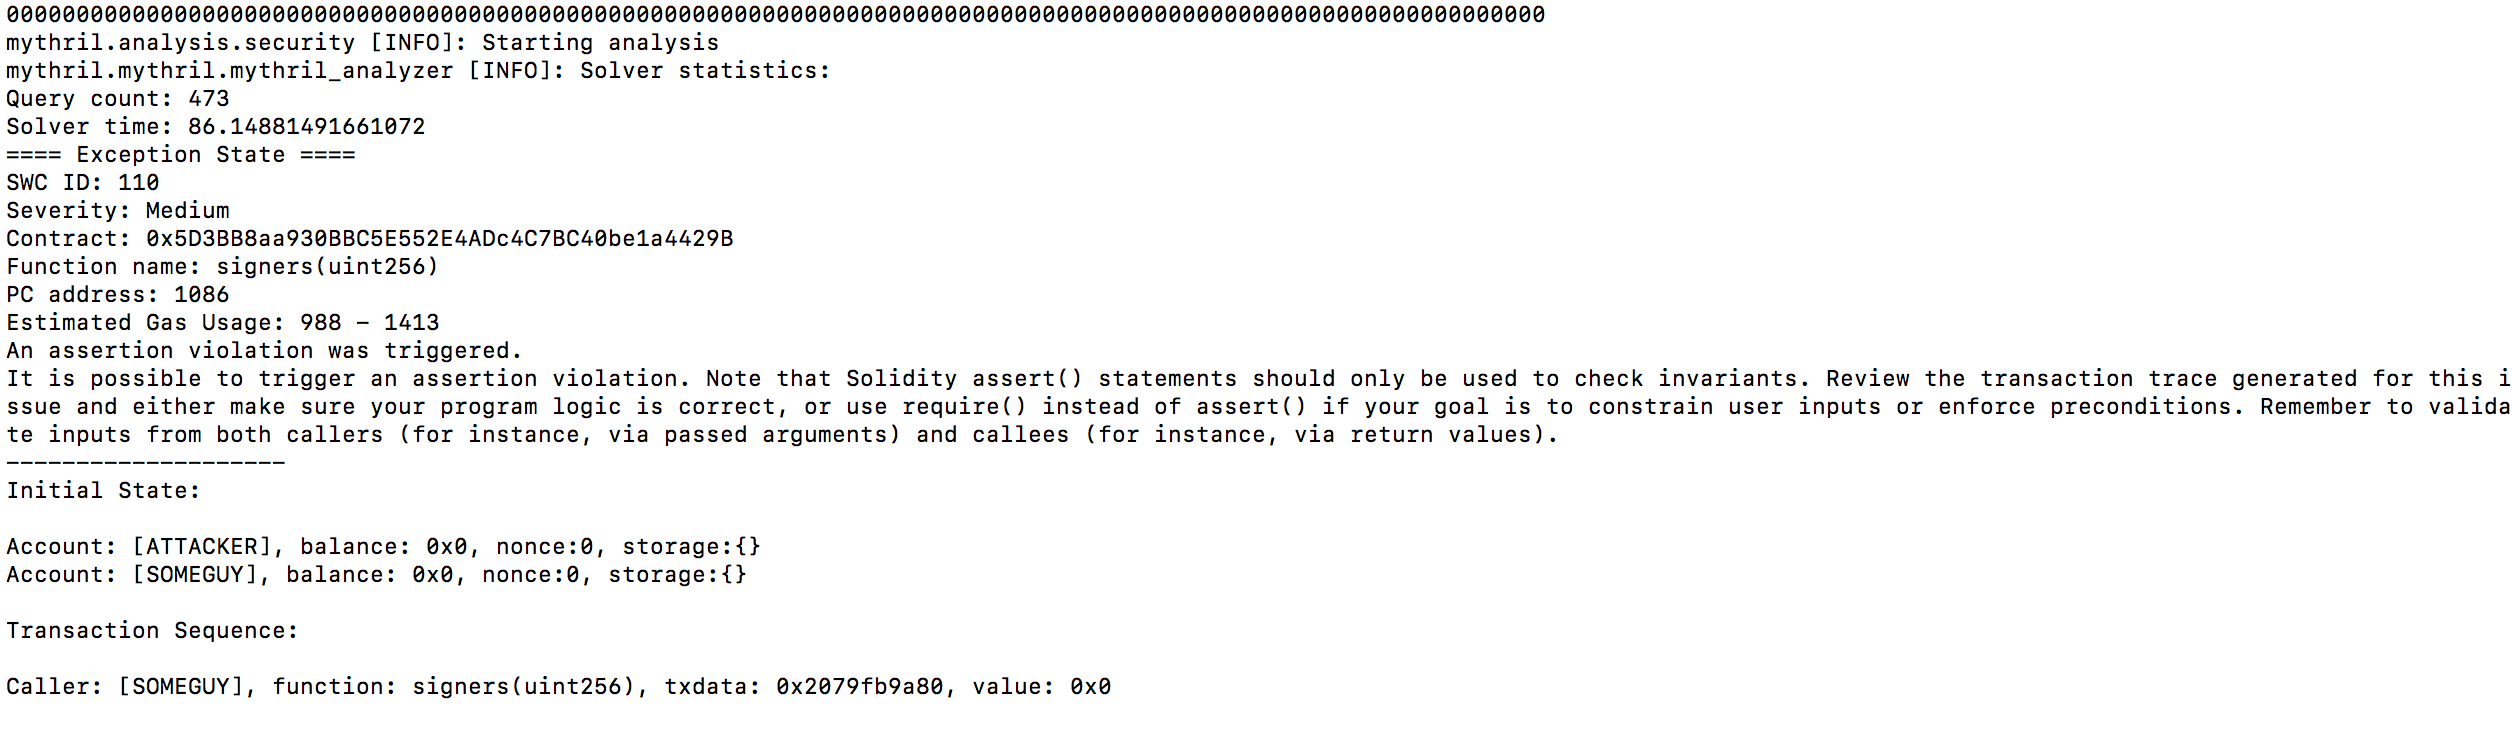 00000000000000000000000000000000000000000000000000000000000000000000000000000000000000000000000000000000000000
mythril.analysis.security [INFO]: Starting analysis
mythril.mythril.mythril_analyzer [INFO]: Solver statistics:
Query count: 473
Solver time: 86.14881491661072
==== Exception State ====
SWC ID: 110
Severity: Medium
Contract: 0x5D3BB8aa930BBC5E552E4ADc4C7BC40be1a4429B
Function name: signers(uint256)
PC address: 1086
Estimated Gas Usage: 988 - 1413
An assertion violation was triggered.
It is possible to trigger an assertion violation. Note that Solidity assert() statements should only be used to check invariants. Review the transaction trace generated for this i
ssue and either make sure your program logic is correct, or use require() instead of assert() if your goal is to constrain user inputs or enforce preconditions. Remember to valida
te inputs from both callers (for instance, via passed arguments) and callees (for instance, via return values).
--------------------
Initial State:
Account: [ATTACKER], balance: 0x0, nonce:0, storage:{}
Account: [SOMEGUY], balance: 0x0, nonce:0, storage:{}
Transaction Sequence:
Caller: [SOMEGUY], function: signers(uint256), txdata: 0x2079fb9a80, value: 0x0